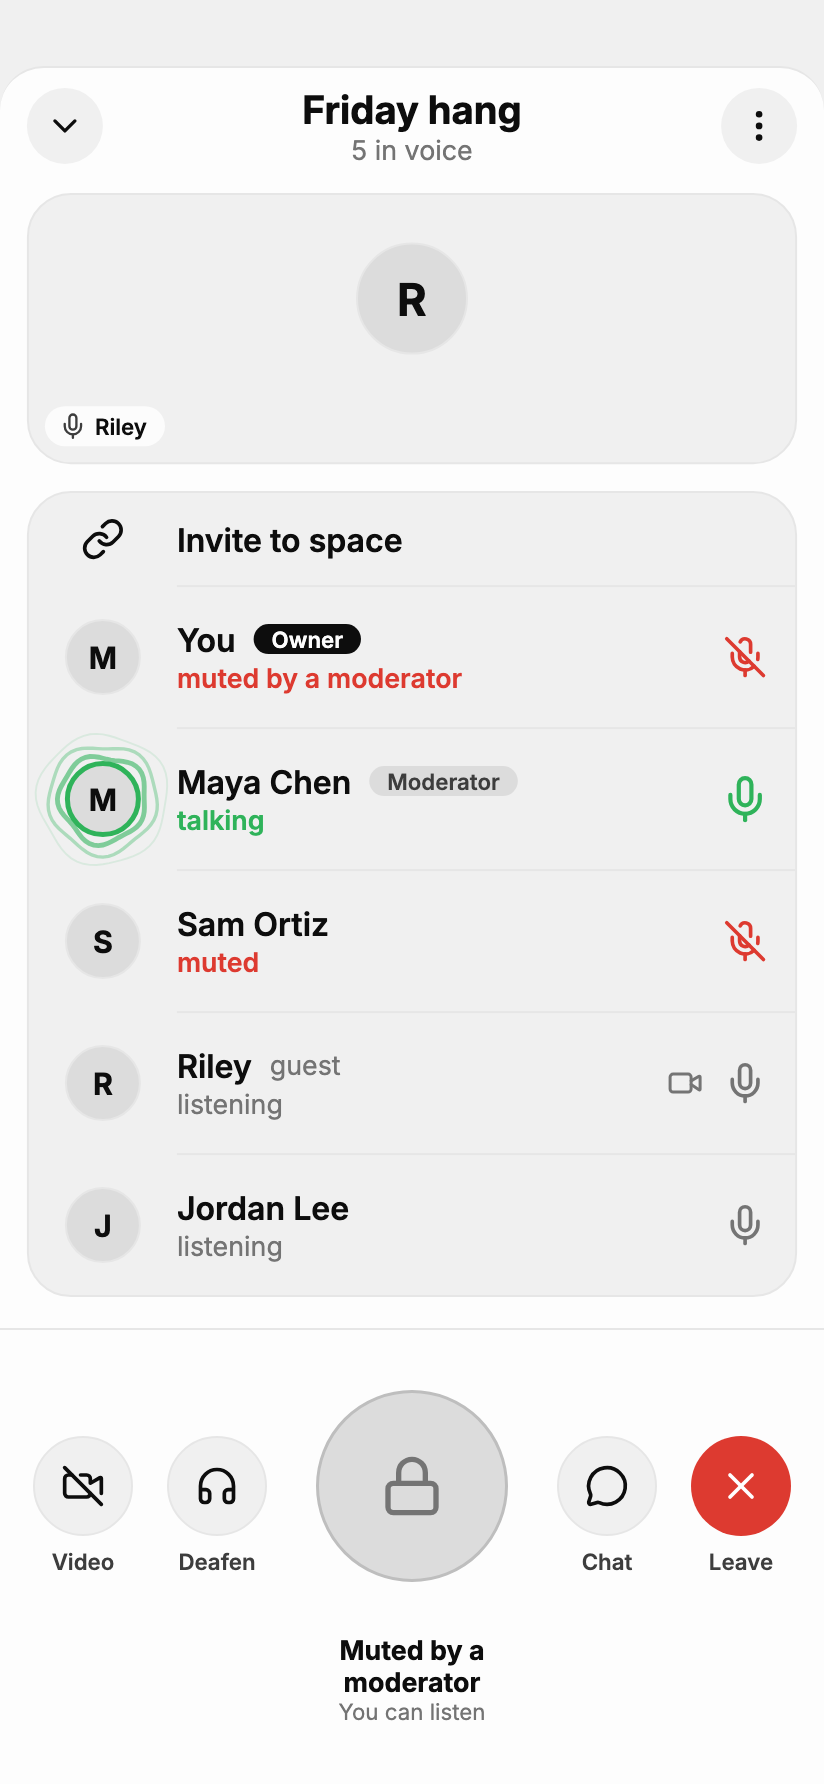 Friday hang
5 in voice
R
Riley
Invite to space
M
You Owner
muted by a moderator
M
Maya Chen Moderator
talking
S
Sam Ortiz
muted
R
Riley guest
listening
J
Jordan Lee
listening
Video
Deafen
Chat
Leave
Muted by a
moderator
You can listen